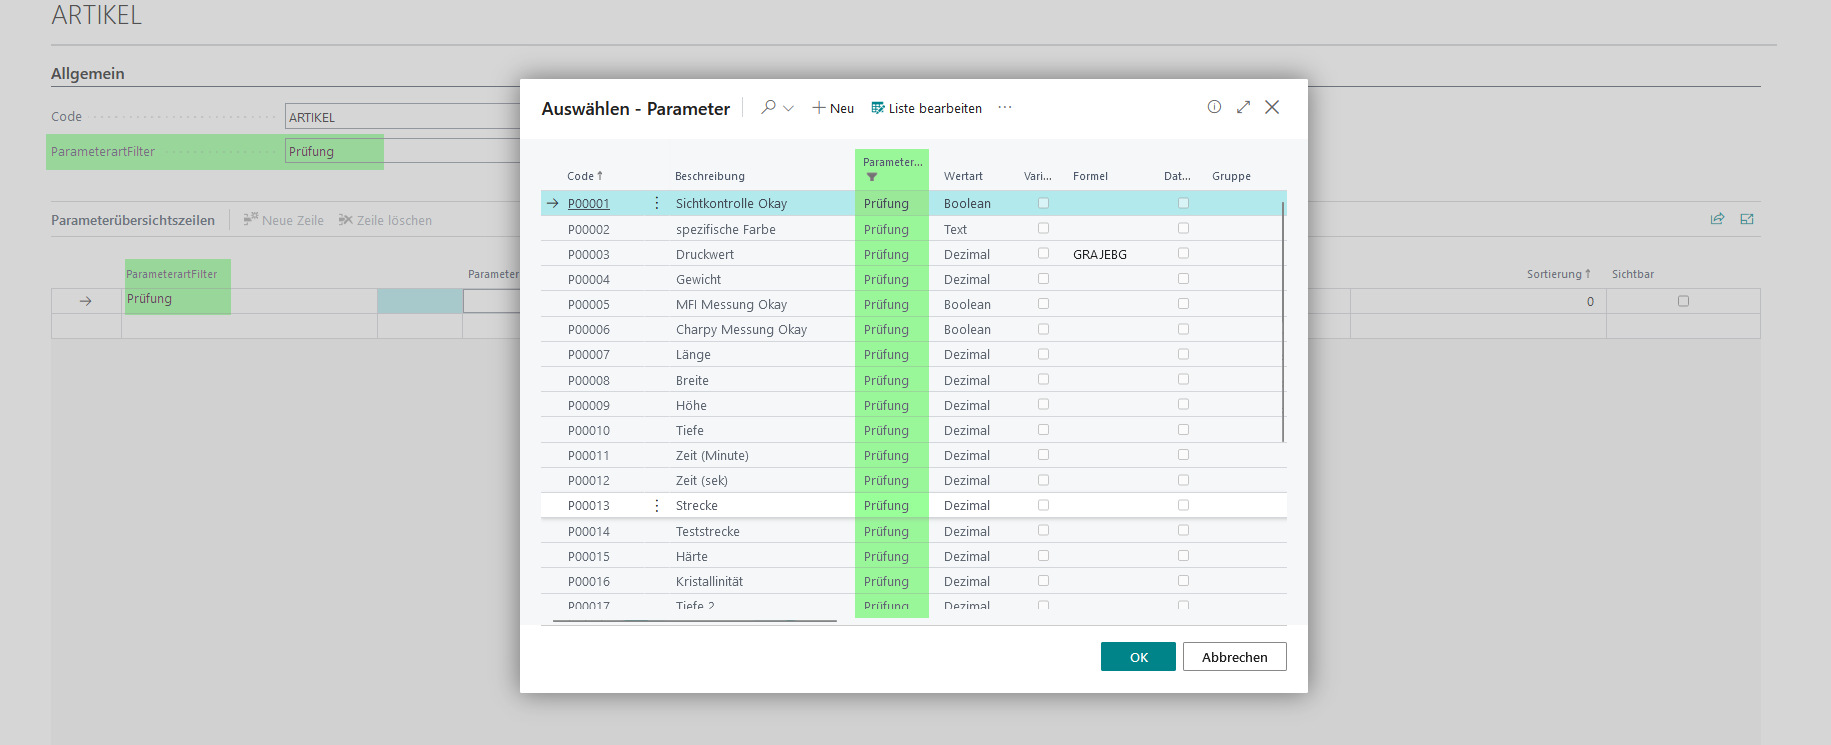 ARTIKEL
Allgemein
Code ARTIKEL
ParameterartFilter Prüfung
Parameterübersichtszeilen Neue Zeile Zeile löschen
ParameterartFilter Parameter Sortierung ↑ Sichtbar
→ Prüfung 0
Auswählen - Parameter Neu Liste bearbeiten ...
Code ↑ Beschreibung Parameter... Wertart Vari... Formel Dat... Gruppe
→ P00001 Sichtkontrolle Okay Prüfung Boolean
P00002 spezifische Farbe Prüfung Text
P00003 Druckwert Prüfung Dezimal GRAJEBG
P00004 Gewicht Prüfung Dezimal
P00005 MFI Messung Okay Prüfung Boolean
P00006 Charpy Messung Okay Prüfung Boolean
P00007 Länge Prüfung Dezimal
P00008 Breite Prüfung Dezimal
P00009 Höhe Prüfung Dezimal
P00010 Tiefe Prüfung Dezimal
P00011 Zeit (Minute) Prüfung Dezimal
P00012 Zeit (sek) Prüfung Dezimal
P00013 Strecke Prüfung Dezimal
P00014 Teststrecke Prüfung Dezimal
P00015 Härte Prüfung Dezimal
P00016 Kristallinität Prüfung Dezimal
P00017 Tiefe 2 Prüfung Dezimal
OK Abbrechen